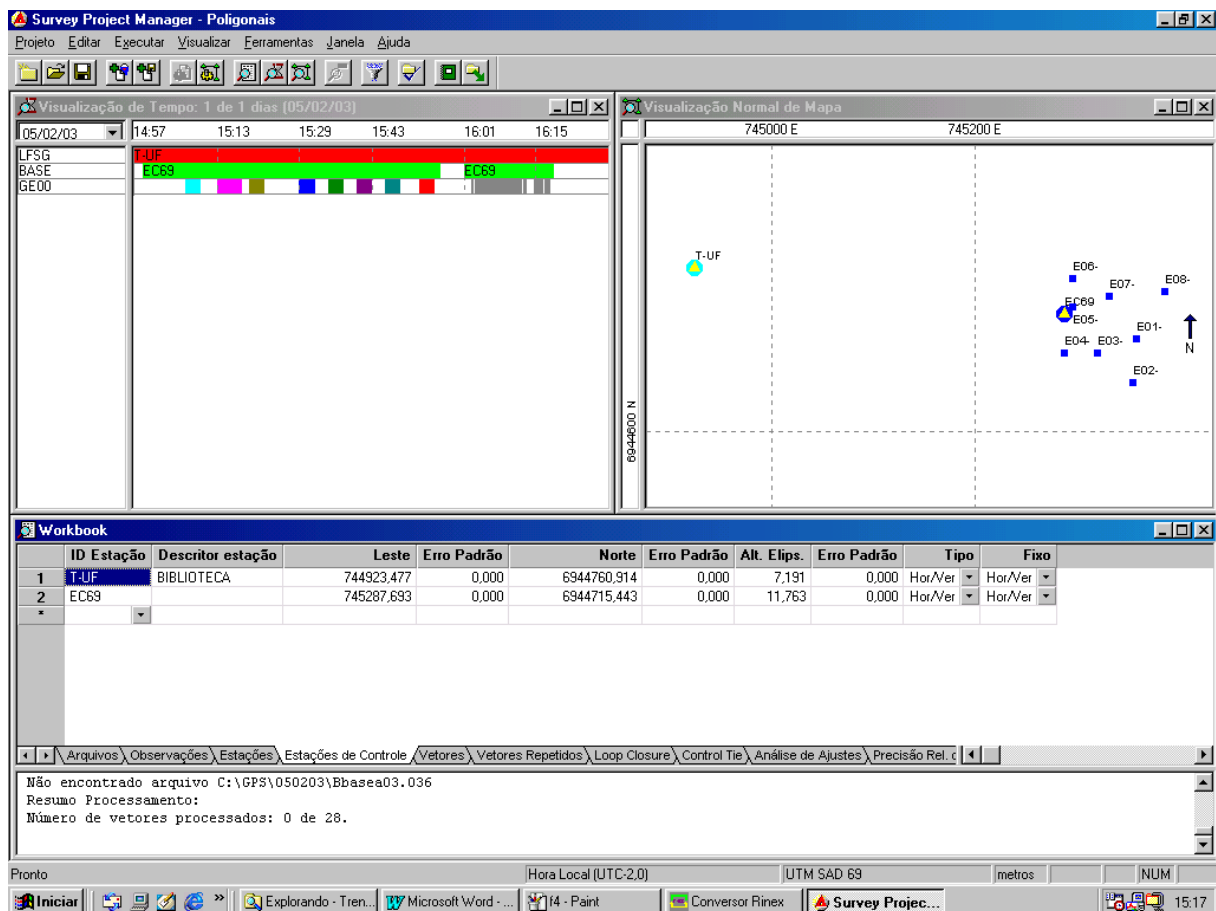 Survey Project Manager - Poligonais
Projeto Editar Executar Visualizar Ferramentas Janela Ajuda
Visualização de Tempo: 1 de 1 dias (05/02/03)
05/02/03 14:57 15:13 15:29 15:43 16:01 16:15
LFSG T-UF
BASE EC69 EC69
GE00
Visualização Normal de Mapa
745000 E 745200 E
6944600 N
T-UF
E06-
E07-
E08-
EC69
E05-
E01-
E04- E03-
N
E02-
Workbook
ID Estação Descritor estação Leste Erro Padrão Norte Erro Padrão Alt. Elips. Erro Padrão Tipo Fixo
1 T-UF BIBLIOTECA 744923,477 0,000 6944760,914 0,000 7,191 0,000 Hor/Ver Hor/Ver
2 EC69 745287,693 0,000 6944715,443 0,000 11,763 0,000 Hor/Ver Hor/Ver
*
Arquivos Observações Estações Estações de Controle Vetores Vetores Repetidos Loop Closure Control Tie Análise de Ajustes Precisão Rel. c
Não encontrado arquivo C:\GPS\050203\Bbasea03.036
Resumo Processamento:
Número de vetores processados: 0 de 28.
Pronto Hora Local (UTC-2,0) UTM SAD 69 metros NUM
Iniciar » Explorando - Tren... Microsoft Word - ... f4 - Paint Conversor Rinex Survey Projec... 15:17